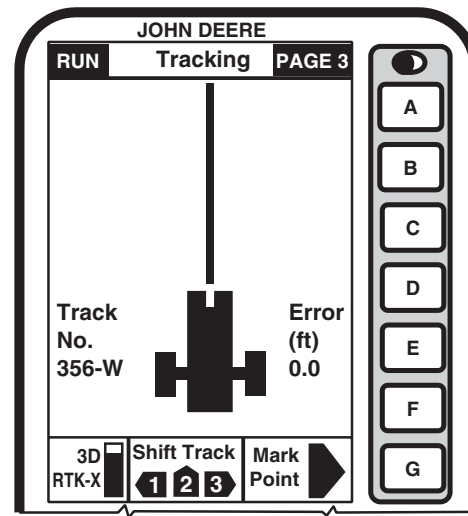 JOHN DEERE
RUN Tracking PAGE 3
Track
No.
356-W
Error
(ft)
0.0
3D
RTK-X
Shift Track
1 2 3
Mark
Point
A
B
C
D
E
F
G